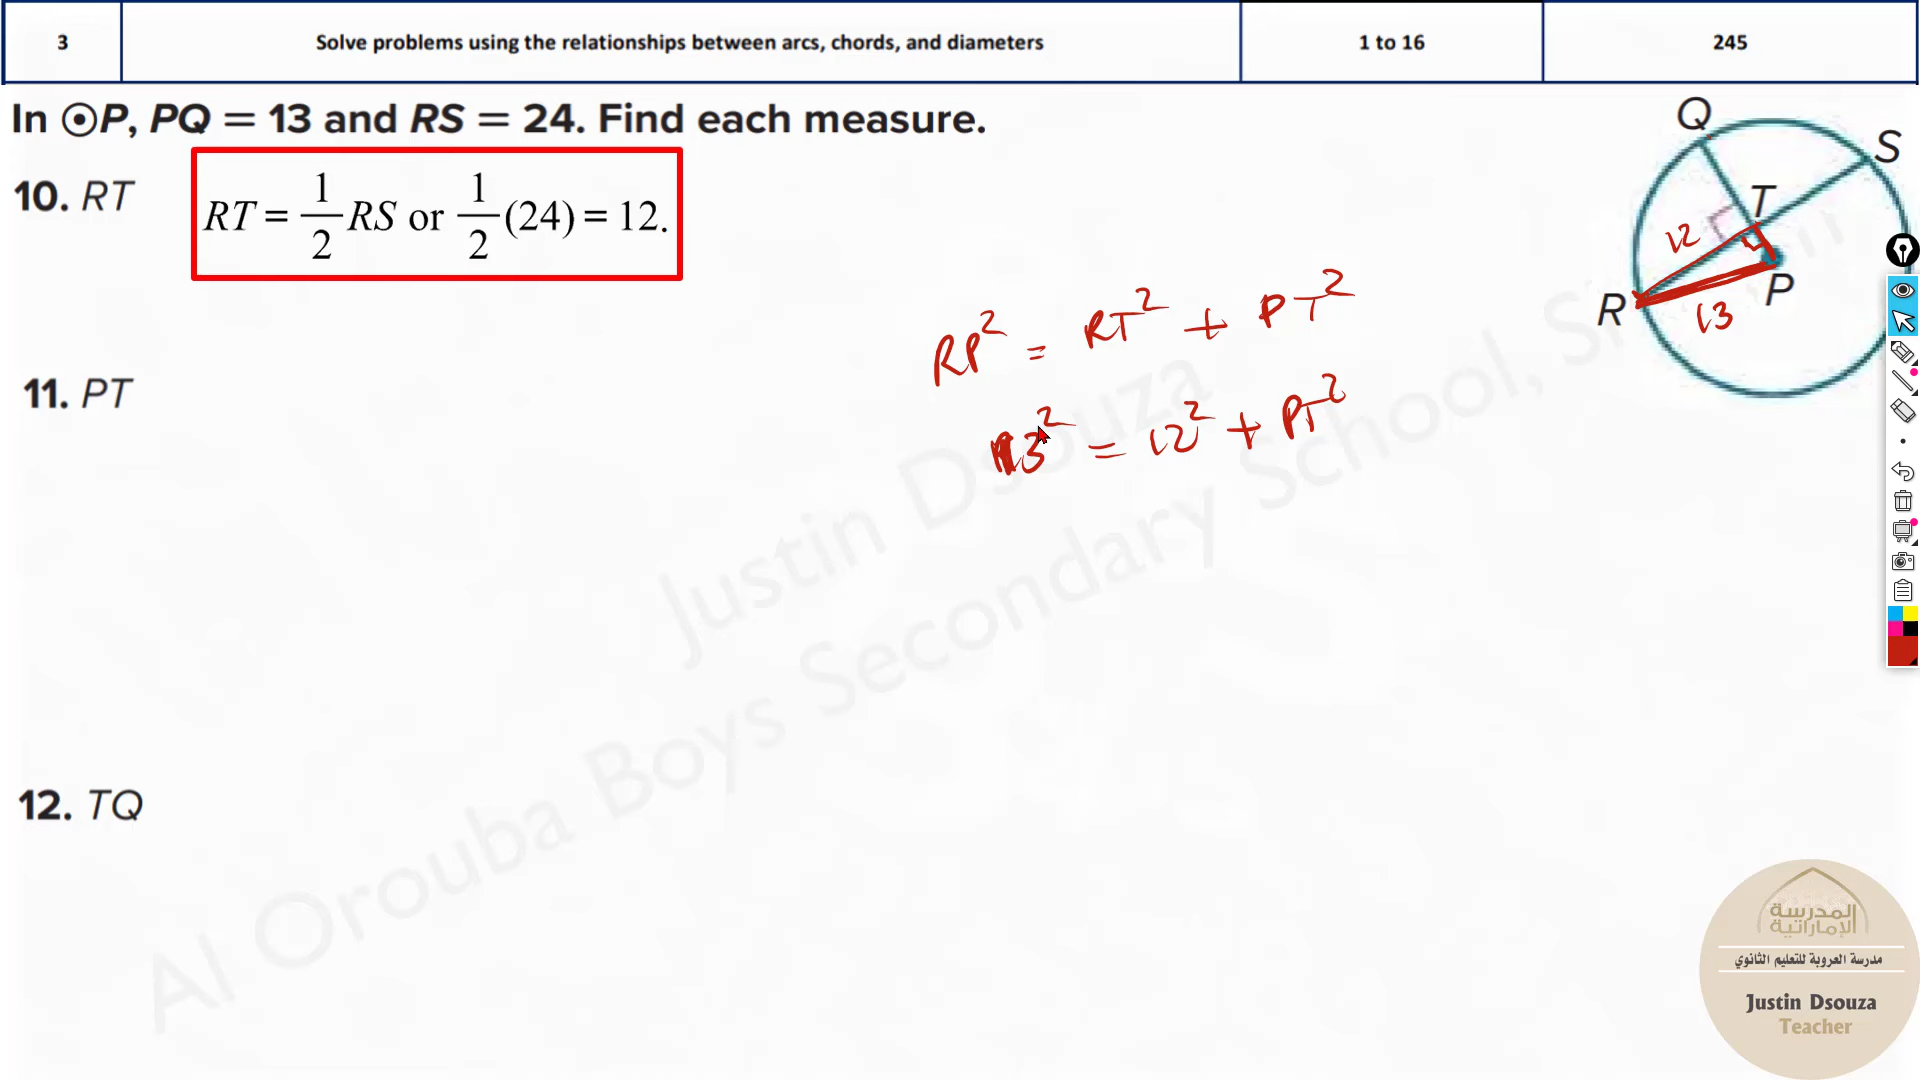 3 Solve problems using the relationships between arcs, chords, and diameters 1 to 16 245
In ⊙P, PQ = 13 and RS = 24. Find each measure.
10. RT
RT = 1/2 RS or 1/2 (24) = 12.
Q
S
T
12
P
R
13
RP² = RT² + PT²
11. PT
13² = 12² + PT²
12. TQ
Justin Dsouza
Al Orouba Boys Secondary School, S
المدرسة
الإماراتية
مدرسة العروبة للتعليم الثانوي
Justin Dsouza
Teacher